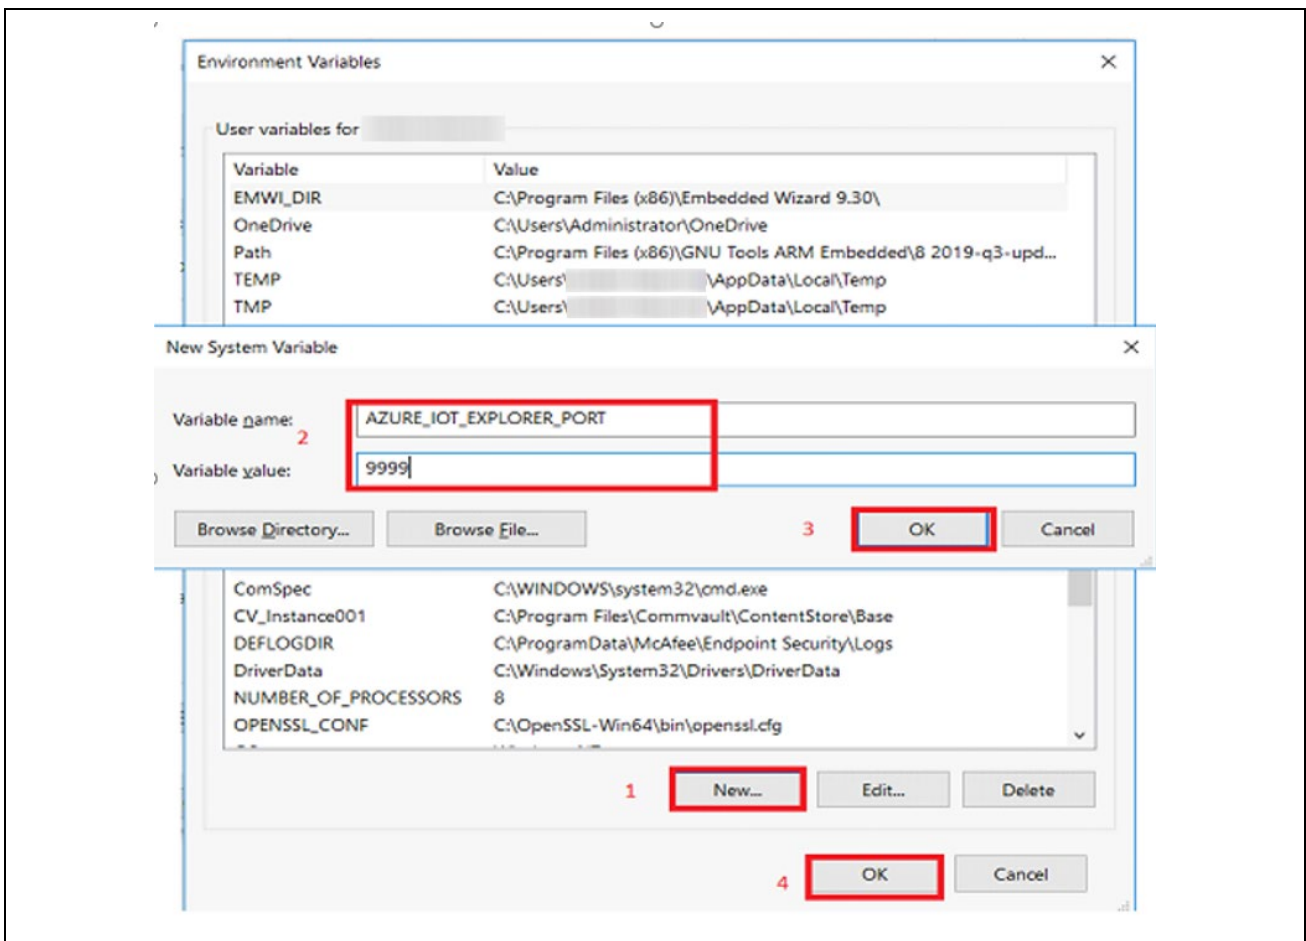 Environment Variables
User variables for
Variable Value
EMWI_DIR C:\Program Files (x86)\Embedded Wizard 9.30\
OneDrive C:\Users\Administrator\OneDrive
Path C:\Program Files (x86)\GNU Tools ARM Embedded\8 2019-q3-upd...
TEMP C:\Users\ \AppData\Local\Temp
TMP C:\Users\ \AppData\Local\Temp
New System Variable
Variable name: AZURE_IOT_EXPLORER_PORT
2
Variable value: 9999
Browse Directory... Browse File... 3 OK Cancel
ComSpec C:\WINDOWS\system32\cmd.exe
CV_Instance001 C:\Program Files\Commvault\ContentStore\Base
DEFLOGDIR C:\ProgramData\McAfee\Endpoint Security\Logs
DriverData C:\Windows\System32\Drivers\DriverData
NUMBER_OF_PROCESSORS 8
OPENSSL_CONF C:\OpenSSL-Win64\bin\openssl.cfg
1 New... Edit... Delete
4 OK Cancel